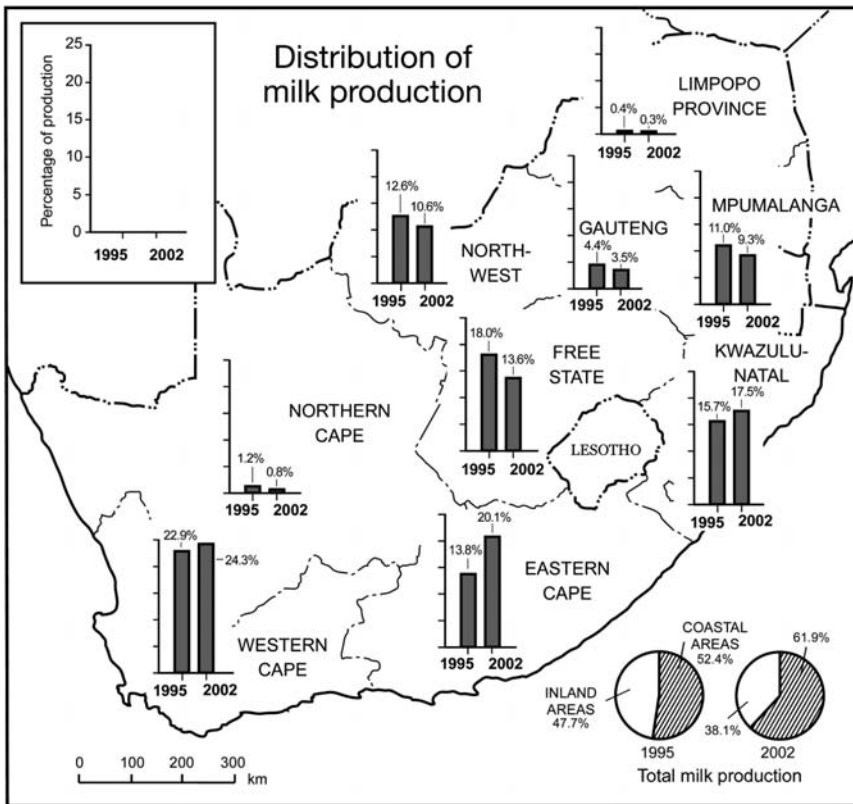 Distribution of
milk production
Percentage of production
25
20
15
10
5
0
1995 2002
LIMPOPO
PROVINCE
0.4% 0.3%
1995 2002
NORTH-
WEST
12.6% 10.6%
1995 2002
GAUTENG
4.4% 3.5%
1995 2002
MPUMALANGA
11.0% 9.3%
1995 2002
FREE
STATE
18.0% 13.6%
1995 2002
KWAZULU-
NATAL
15.7% 17.5%
1995 2002
LESOTHO
NORTHERN
CAPE
1.2% 0.8%
1995 2002
WESTERN
CAPE
22.9% 24.3%
1995 2002
EASTERN
CAPE
13.8% 20.1%
1995 2002
COASTAL
AREAS
52.4%
INLAND
AREAS
47.7%
1995
61.9%
38.1%
2002
Total milk production
0 100 200 300
km